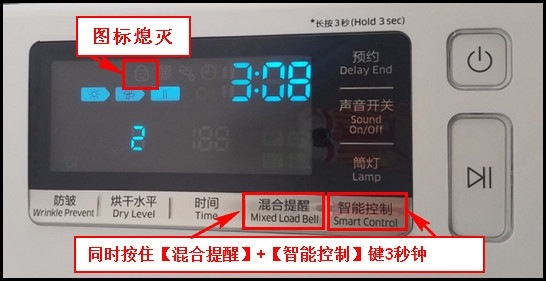 图标熄灭
*长按3秒(Hold 3 sec)
预约
Delay End
3:08
声音开关
Sound
On/Off
2
188
筒灯
Lamp
防皱
Wrinkle Prevent
烘干水平
Dry Level
时间
Time
混合提醒
Mixed Load Bell
智能控制
Smart Control
同时按住【混合提醒】+【智能控制】键3秒钟